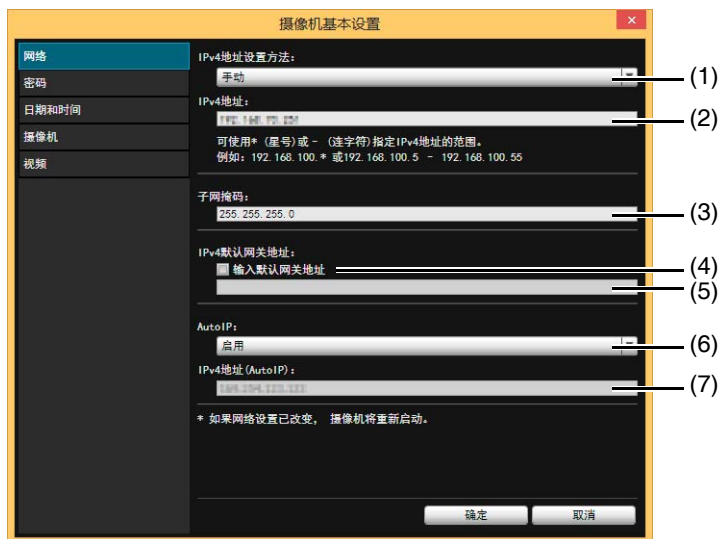 摄像机基本设置
网络
密码
日期和时间
摄像机
视频
IPv4地址设置方法：
手动
(1)
IPv4地址：
(2)
可使用*（星号）或-（连字符）指定IPv4地址的范围。
例如：192.168.100.* 或192.168.100.5 - 192.168.100.55
子网掩码：
255.255.255.0
(3)
IPv4默认网关地址：
输入默认网关地址
(4)
(5)
AutoIP：
启用
(6)
IPv4地址(AutoIP)：
(7)
* 如果网络设置已改变， 摄像机将重新启动。
确定
取消